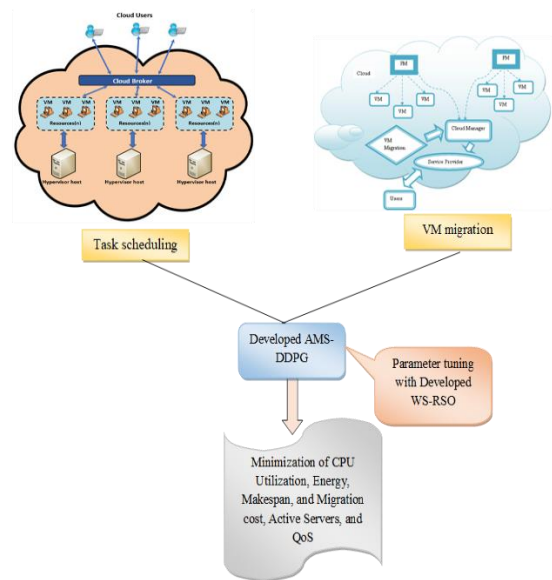 Cloud Users
Cloud Broker
VM VM VM
Resources(n)
VM VM VM
Resources(n)
VM VM VM
Resources(n)
Hypervisor host
Hypervisor host
Hypervisor host
Cloud
PM
PM
VM
VM
VM
VM
VM
VM
Cloud Manager
VM
Migration
Service Provider
Users
Task scheduling
VM migration
Developed AMS-
DDPG
Parameter tuning
with Developed
WS-RSO
Minimization of CPU
Utilization, Energy,
Makespan, and Migration
cost, Active Servers, and
QoS